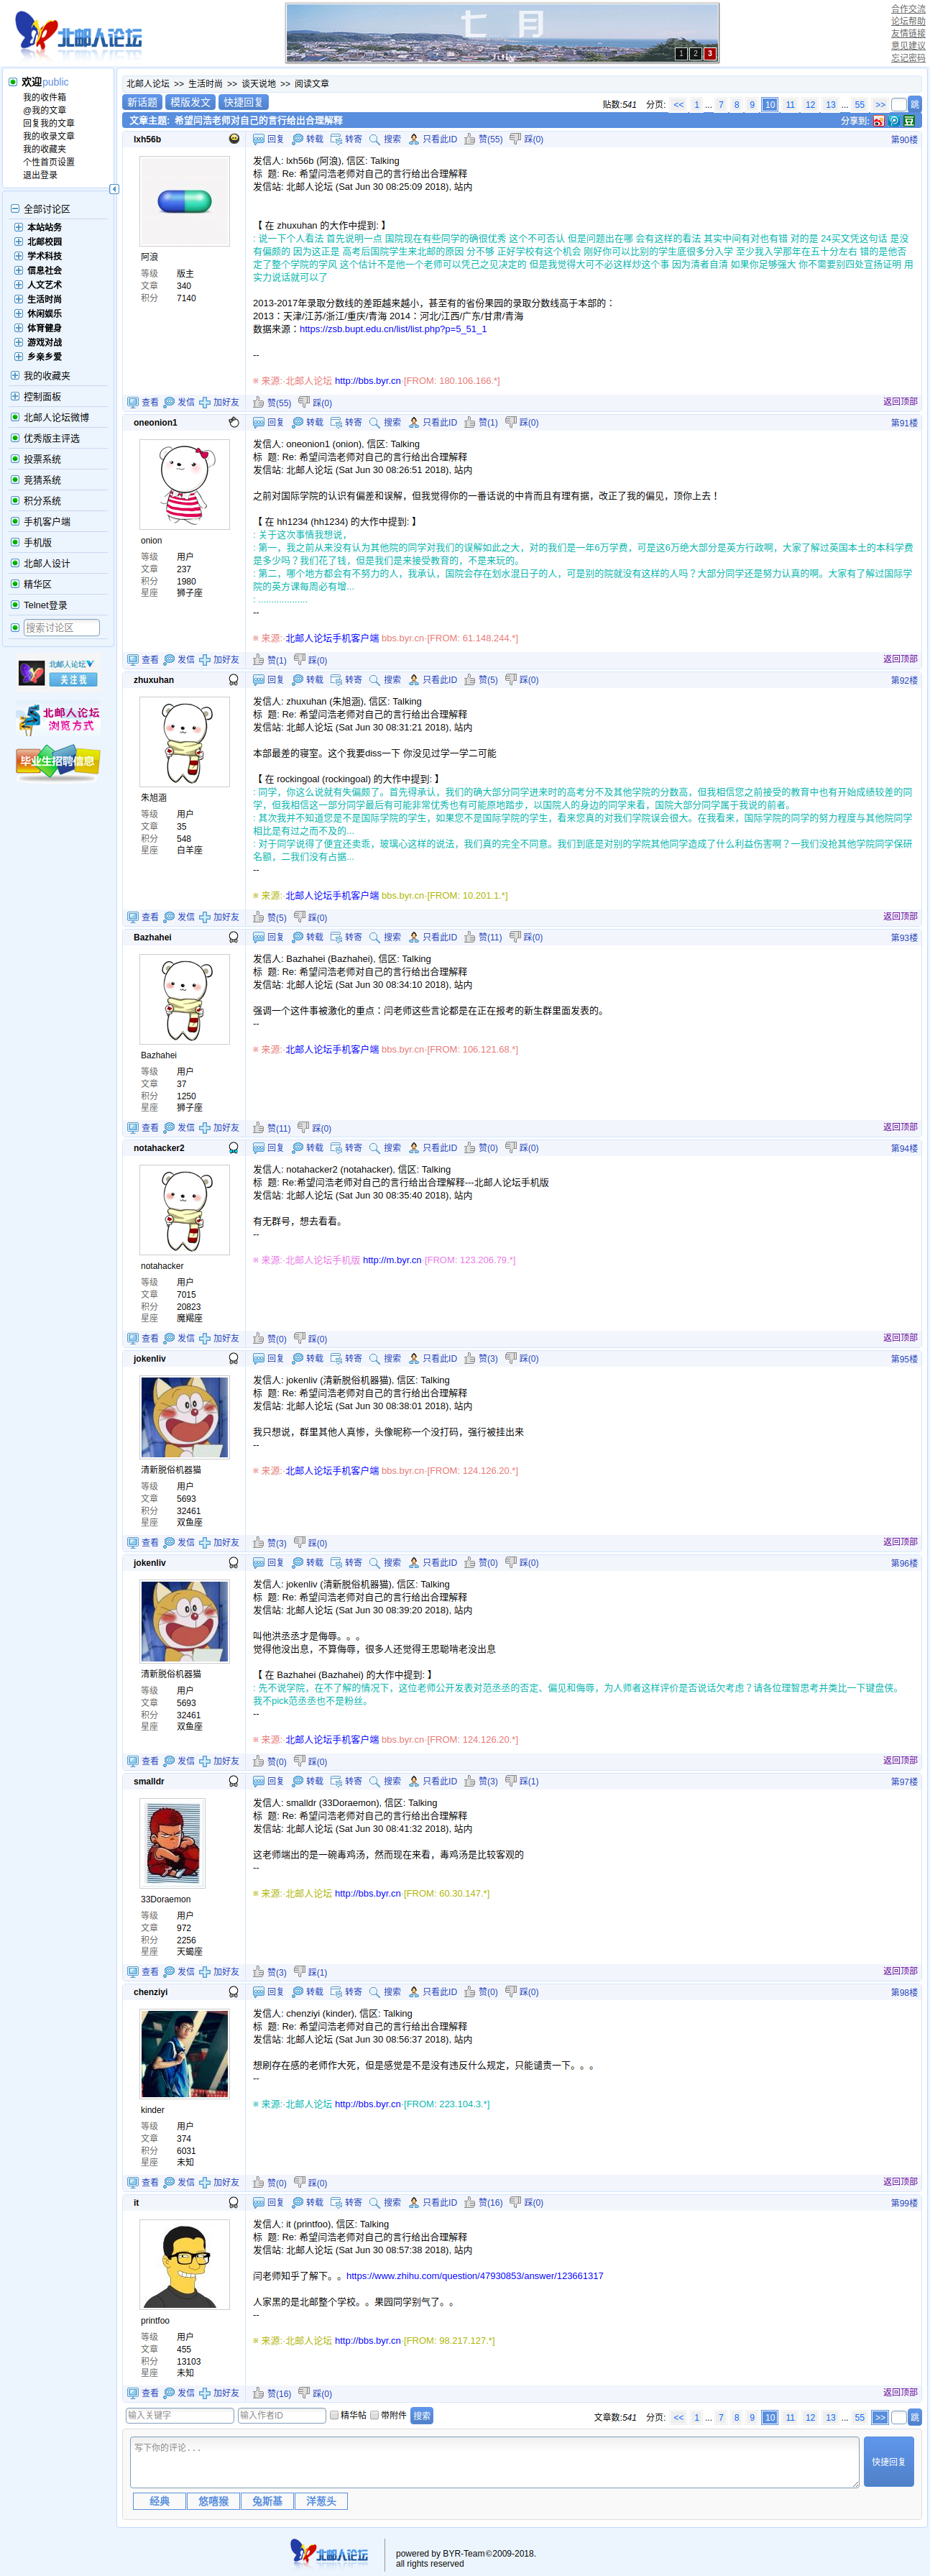 北邮人论坛
七月
July
1 2 3
合作交流
论坛帮助
友情链接
意见建议
忘记密码
欢迎public
我的收件箱
@我的文章
回复我的文章
我的收录文章
我的收藏夹
个性首页设置
退出登录
全部讨论区
本站站务
北邮校园
学术科技
信息社会
人文艺术
生活时尚
休闲娱乐
体育健身
游戏对战
乡亲乡爱
我的收藏夹
控制面板
北邮人论坛微博
优秀版主评选
投票系统
竞猜系统
积分系统
手机客户端
手机版
北邮人设计
精华区
Telnet登录
搜索讨论区
北邮人论坛
关注我
北邮人论坛
浏览方式
毕业生招聘信息
北邮人论坛 >> 生活时尚 >> 谈天说地 >> 阅读文章
新话题 模版发文 快捷回复
贴数:541 分页: << 1 ... 7 8 9 10 11 12 13 ... 55 >> 跳
文章主题: 希望闫浩老师对自己的言行给出合理解释
分享到:
lxh56b 回复 转载 转寄 搜索 只看此ID 赞(55) 踩(0) 第90楼
阿浪
等级 版主
文章 340
积分 7140
发信人: lxh56b (阿浪), 信区: Talking
标 题: Re: 希望闫浩老师对自己的言行给出合理解释
发信站: 北邮人论坛 (Sat Jun 30 08:25:09 2018), 站内
【 在 zhuxuhan 的大作中提到: 】
: 说一下个人看法 首先说明一点 国院现在有些同学的确很优秀 这个不可否认 但是问题出在哪 会有这样的看法 其实中间有对也有错 对的是 24买文凭这句话 是没
有偏颇的 因为这正是 高考后国院学生来北邮的原因 分不够 正好学校有这个机会 刚好你可以比别的学生底很多分入学 至少我入学那年在五十分左右 错的是他否
定了整个学院的学风 这个估计不是他一个老师可以凭己之见决定的 但是我觉得大可不必这样炒这个事 因为清者自清 如果你足够强大 你不需要别四处宣扬证明 用
实力说话就可以了
2013-2017年录取分数线的差距越来越小，甚至有的省份果园的录取分数线高于本部的：
2013：天津/江苏/浙江/重庆/青海 2014：河北/江西/广东/甘肃/青海
数据来源：https://zsb.bupt.edu.cn/list/list.php?p=5_51_1
--
※ 来源:·北邮人论坛 http://bbs.byr.cn·[FROM: 180.106.166.*]
查看 发信 加好友 赞(55) 踩(0) 返回顶部
oneonion1 回复 转载 转寄 搜索 只看此ID 赞(1) 踩(0) 第91楼
onion
等级 用户
文章 237
积分 1980
星座 狮子座
发信人: oneonion1 (onion), 信区: Talking
标 题: Re: 希望闫浩老师对自己的言行给出合理解释
发信站: 北邮人论坛 (Sat Jun 30 08:26:51 2018), 站内
之前对国际学院的认识有偏差和误解，但我觉得你的一番话说的中肯而且有理有据，改正了我的偏见，顶你上去！
【 在 hh1234 (hh1234) 的大作中提到: 】
: 关于这次事情我想说，
: 第一，我之前从来没有认为其他院的同学对我们的误解如此之大，对的我们是一年6万学费，可是这6万绝大部分是英方行政啊，大家了解过英国本土的本科学费
是多少吗？我们花了钱，但是我们是来接受教育的，不是来玩的。
: 第二，哪个地方都会有不努力的人，我承认，国院会存在划水混日子的人，可是别的院就没有这样的人吗？大部分同学还是努力认真的啊。大家有了解过国际学
院的英方课每周必有增...
: ...................
--
※ 来源:·北邮人论坛手机客户端 bbs.byr.cn·[FROM: 61.148.244.*]
查看 发信 加好友 赞(1) 踩(0) 返回顶部
zhuxuhan 回复 转载 转寄 搜索 只看此ID 赞(5) 踩(0) 第92楼
朱旭涵
等级 用户
文章 35
积分 548
星座 白羊座
发信人: zhuxuhan (朱旭涵), 信区: Talking
标 题: Re: 希望闫浩老师对自己的言行给出合理解释
发信站: 北邮人论坛 (Sat Jun 30 08:31:21 2018), 站内
本部最差的寝室。这个我要diss一下 你没见过学一学二可能
【 在 rockingoal (rockingoal) 的大作中提到: 】
: 同学，你这么说就有失偏颇了。首先得承认，我们的确大部分同学进来时的高考分不及其他学院的分数高，但我相信您之前接受的教育中也有开始成绩较差的同
学，但我相信这一部分同学最后有可能非常优秀也有可能原地踏步，以国院人的身边的同学来看，国院大部分同学属于我说的前者。
: 其次我并不知道您是不是国际学院的学生，如果您不是国际学院的学生，看来您真的对我们学院误会很大。在我看来，国际学院的同学的努力程度与其他院同学
相比是有过之而不及的...
: 对于同学说得了便宜还卖乖，玻璃心这样的说法，我们真的完全不同意。我们到底是对别的学院其他同学造成了什么利益伤害啊？一我们没抢其他学院同学保研
名额，二我们没有占据...
--
※ 来源:·北邮人论坛手机客户端 bbs.byr.cn·[FROM: 10.201.1.*]
查看 发信 加好友 赞(5) 踩(0) 返回顶部
Bazhahei 回复 转载 转寄 搜索 只看此ID 赞(11) 踩(0) 第93楼
Bazhahei
等级 用户
文章 37
积分 1250
星座 狮子座
发信人: Bazhahei (Bazhahei), 信区: Talking
标 题: Re: 希望闫浩老师对自己的言行给出合理解释
发信站: 北邮人论坛 (Sat Jun 30 08:34:10 2018), 站内
强调一个这件事被激化的重点：闫老师这些言论都是在正在报考的新生群里面发表的。
--
※ 来源:·北邮人论坛手机客户端 bbs.byr.cn·[FROM: 106.121.68.*]
查看 发信 加好友 赞(11) 踩(0) 返回顶部
notahacker2 回复 转载 转寄 搜索 只看此ID 赞(0) 踩(0) 第94楼
notahacker
等级 用户
文章 7015
积分 20823
星座 魔羯座
发信人: notahacker2 (notahacker), 信区: Talking
标 题: Re:希望闫浩老师对自己的言行给出合理解释---北邮人论坛手机版
发信站: 北邮人论坛 (Sat Jun 30 08:35:40 2018), 站内
有无群号，想去看看。
--
※ 来源:·北邮人论坛手机版 http://m.byr.cn·[FROM: 123.206.79.*]
查看 发信 加好友 赞(0) 踩(0) 返回顶部
jokenliv 回复 转载 转寄 搜索 只看此ID 赞(3) 踩(0) 第95楼
清新脱俗机器猫
等级 用户
文章 5693
积分 32461
星座 双鱼座
发信人: jokenliv (清新脱俗机器猫), 信区: Talking
标 题: Re: 希望闫浩老师对自己的言行给出合理解释
发信站: 北邮人论坛 (Sat Jun 30 08:38:01 2018), 站内
我只想说，群里其他人真惨，头像昵称一个没打码，强行被挂出来
--
※ 来源:·北邮人论坛手机客户端 bbs.byr.cn·[FROM: 124.126.20.*]
查看 发信 加好友 赞(3) 踩(0) 返回顶部
jokenliv 回复 转载 转寄 搜索 只看此ID 赞(0) 踩(0) 第96楼
清新脱俗机器猫
等级 用户
文章 5693
积分 32461
星座 双鱼座
发信人: jokenliv (清新脱俗机器猫), 信区: Talking
标 题: Re: 希望闫浩老师对自己的言行给出合理解释
发信站: 北邮人论坛 (Sat Jun 30 08:39:20 2018), 站内
叫他洪丞丞才是侮辱。。。
觉得他没出息，不算侮辱，很多人还觉得王思聪啃老没出息
【 在 Bazhahei (Bazhahei) 的大作中提到: 】
: 先不说学院，在不了解的情况下，这位老师公开发表对范丞丞的否定、偏见和侮辱，为人师者这样评价是否说话欠考虑？请各位理智思考并类比一下键盘侠。
我不pick范丞丞也不是粉丝。
--
※ 来源:·北邮人论坛手机客户端 bbs.byr.cn·[FROM: 124.126.20.*]
查看 发信 加好友 赞(0) 踩(0) 返回顶部
smalldr 回复 转载 转寄 搜索 只看此ID 赞(3) 踩(1) 第97楼
33Doraemon
等级 用户
文章 972
积分 2256
星座 天蝎座
发信人: smalldr (33Doraemon), 信区: Talking
标 题: Re: 希望闫浩老师对自己的言行给出合理解释
发信站: 北邮人论坛 (Sat Jun 30 08:41:32 2018), 站内
这老师端出的是一碗毒鸡汤，然而现在来看，毒鸡汤是比较客观的
--
※ 来源:·北邮人论坛 http://bbs.byr.cn·[FROM: 60.30.147.*]
查看 发信 加好友 赞(3) 踩(1) 返回顶部
chenziyi 回复 转载 转寄 搜索 只看此ID 赞(0) 踩(0) 第98楼
kinder
等级 用户
文章 374
积分 6031
星座 未知
发信人: chenziyi (kinder), 信区: Talking
标 题: Re: 希望闫浩老师对自己的言行给出合理解释
发信站: 北邮人论坛 (Sat Jun 30 08:56:37 2018), 站内
想刷存在感的老师作大死，但是感觉是不是没有违反什么规定，只能谴责一下。。。
--
※ 来源:·北邮人论坛 http://bbs.byr.cn·[FROM: 223.104.3.*]
查看 发信 加好友 赞(0) 踩(0) 返回顶部
it 回复 转载 转寄 搜索 只看此ID 赞(16) 踩(0) 第99楼
printfoo
等级 用户
文章 455
积分 13103
星座 未知
发信人: it (printfoo), 信区: Talking
标 题: Re: 希望闫浩老师对自己的言行给出合理解释
发信站: 北邮人论坛 (Sat Jun 30 08:57:38 2018), 站内
闫老师知乎了解下。。https://www.zhihu.com/question/47930853/answer/123661317
人家黑的是北邮整个学校。。果园同学别气了。。
--
※ 来源:·北邮人论坛 http://bbs.byr.cn·[FROM: 98.217.127.*]
查看 发信 加好友 赞(16) 踩(0) 返回顶部
输入关键字 输入作者ID 精华帖 带附件 搜索
文章数:541 分页: << 1 ... 7 8 9 10 11 12 13 ... 55 >> 跳
写下你的评论...
快捷回复
经典 悠嘻猴 兔斯基 洋葱头
北邮人论坛
powered by BYR-Team©2009-2018.
all rights reserved